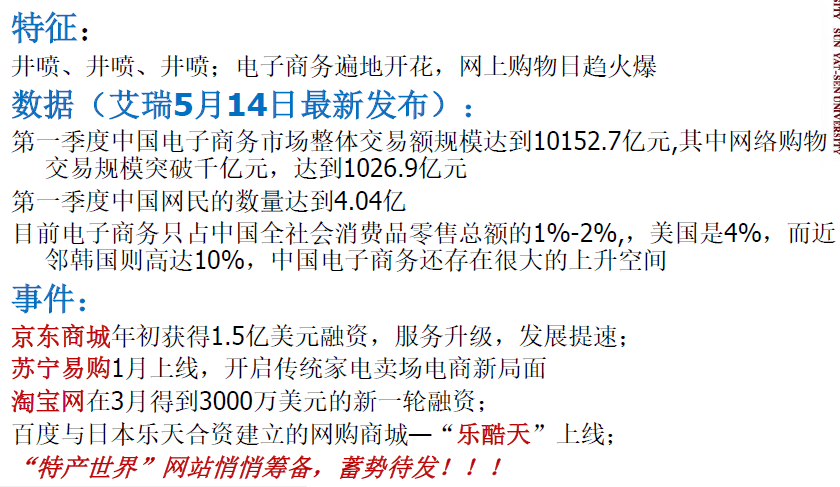 特征：
井喷、井喷、井喷；电子商务遍地开花，网上购物日趋火爆
数据（艾瑞5月14日最新发布）：
第一季度中国电子商务市场整体交易额规模达到10152.7亿元,其中网络购物
交易规模突破千亿元，达到1026.9亿元
第一季度中国网民的数量达到4.04亿
目前电子商务只占中国全社会消费品零售总额的1%-2%,，美国是4%，而近
邻韩国则高达10%，中国电子商务还存在很大的上升空间
事件：
京东商城年初获得1.5亿美元融资，服务升级，发展提速；
苏宁易购1月上线，开启传统家电卖场电商新局面
淘宝网在3月得到3000万美元的新一轮融资；
百度与日本乐天合资建立的网购商城—“乐酷天”上线；
“特产世界”网站悄悄筹备，蓄势待发！！！
SUN YAT-SEN UNIVERSITY